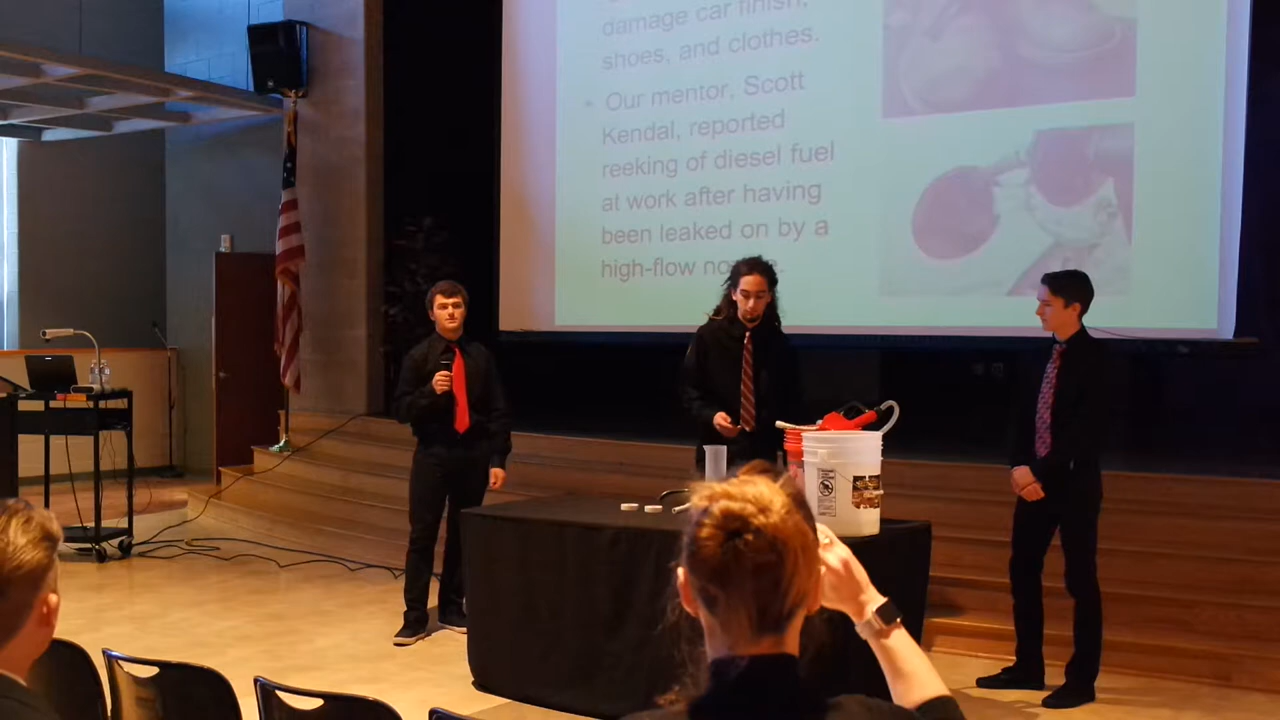 damage car finish,
shoes, and clothes.
• Our mentor, Scott
Kendal, reported
reeking of diesel fuel
at work after having
been leaked on by a
high-flow